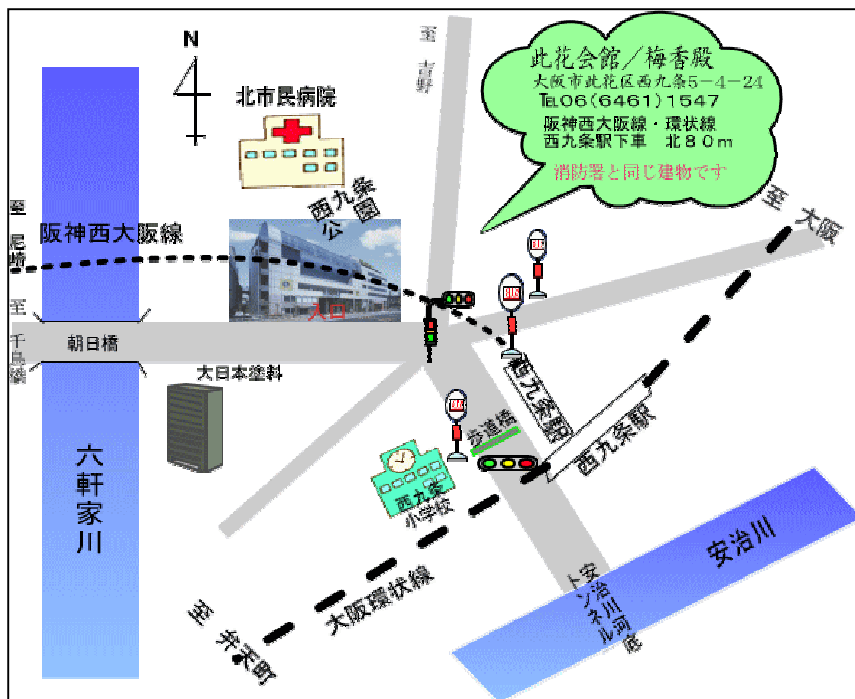 N
北市民病院
此花会館／梅香殿
大阪市此花区西九条5-4-24
TEL06(6461)1547
阪神西大阪線・環状線
西九条駅下車 北80m
消防署と同じ建物です
西九条
公園
至 大阪
至 尼崎
阪神西大阪線
BUS
BUS
入口
至 千鳥橋
朝日橋
大日本塗料
BUS
西九条駅
歩道橋
西九条駅
西九条
小学校
六軒家川
安治川
安治川河底
トンネル
大阪環状線
至 弁天町